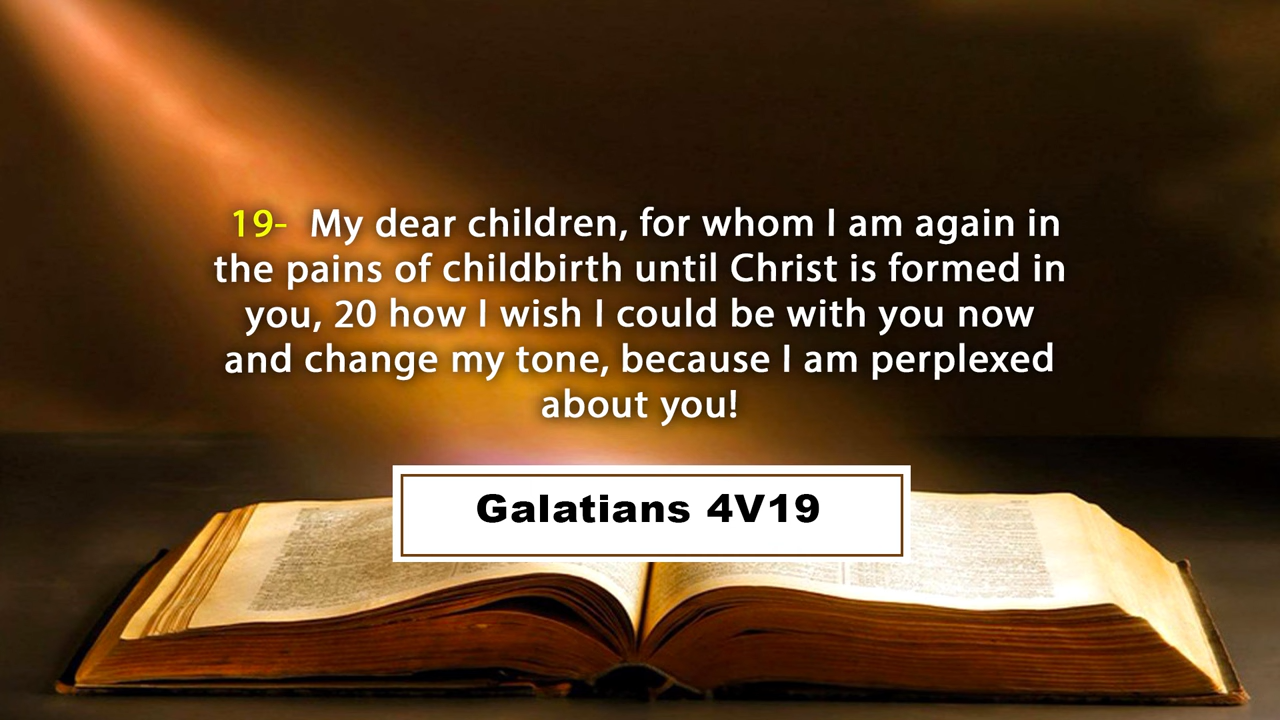 19- My dear children, for whom I am again in
the pains of childbirth until Christ is formed in
you, 20 how I wish I could be with you now
and change my tone, because I am perplexed
about you!
Galatians 4V19